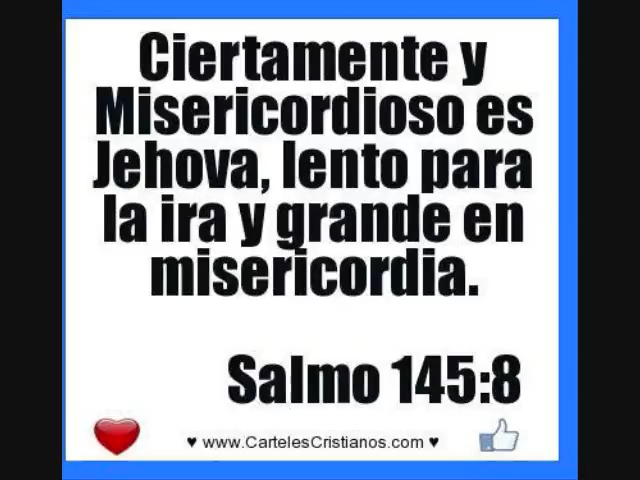 Ciertamente y
Misericordioso es
Jehova, lento para
la ira y grande en
misericordia.
Salmo 145:8
♥ www.CartelesCristianos.com ♥